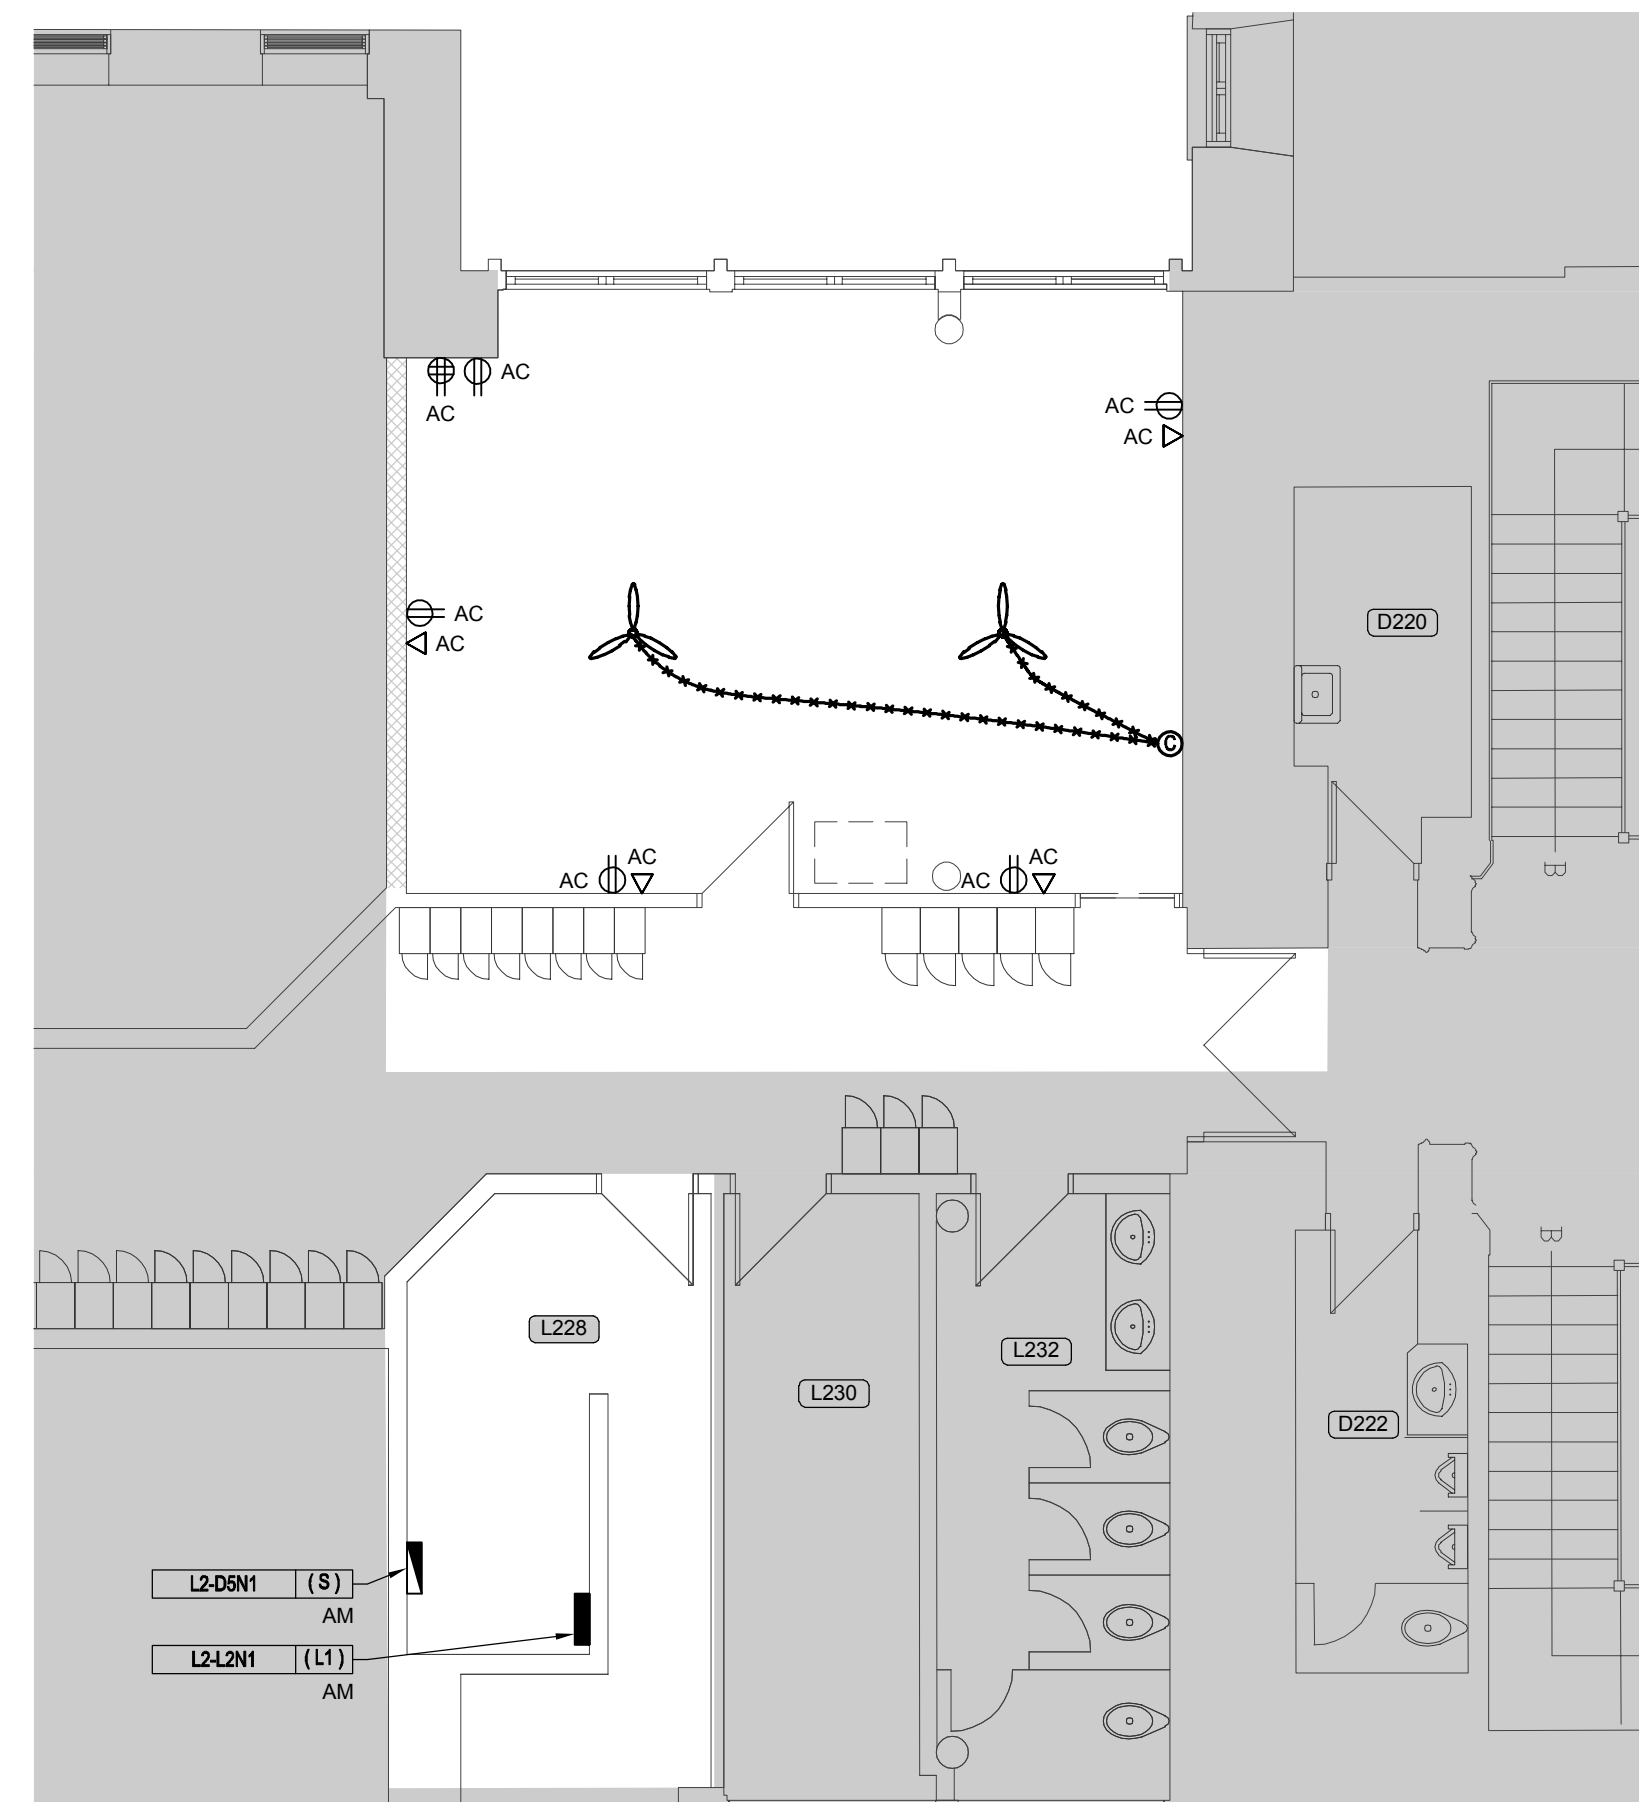 AC
AC
AC
AC
AC
AC
D220
C
AC
AC
AC
AC
B
B
L228
L232
L230
D222
L2-D5N1 (S)
AM
L2-L2N1 (L1)
AM